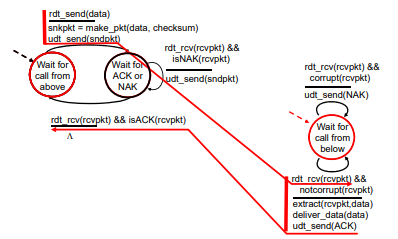 rdt_send(data)
snkpkt = make_pkt(data, checksum)
udt_send(sndpkt)
Wait for
call from
above
Wait for
ACK or
NAK
rdt_rcv(rcvpkt) &&
isNAK(rcvpkt)
udt_send(sndpkt)
rdt_rcv(rcvpkt) && isACK(rcvpkt)
Λ
rdt_rcv(rcvpkt) &&
corrupt(rcvpkt)
udt_send(NAK)
Wait for
call from
below
rdt_rcv(rcvpkt) &&
notcorrupt(rcvpkt)
extract(rcvpkt,data)
deliver_data(data)
udt_send(ACK)